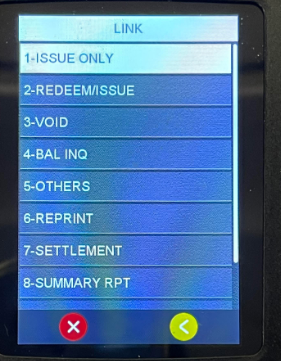 LINK
1-ISSUE ONLY
2-REDEEM/ISSUE
3-VOID
4-BAL INQ
5-OTHERS
6-REPRINT
7-SETTLEMENT
8-SUMMARY RPT